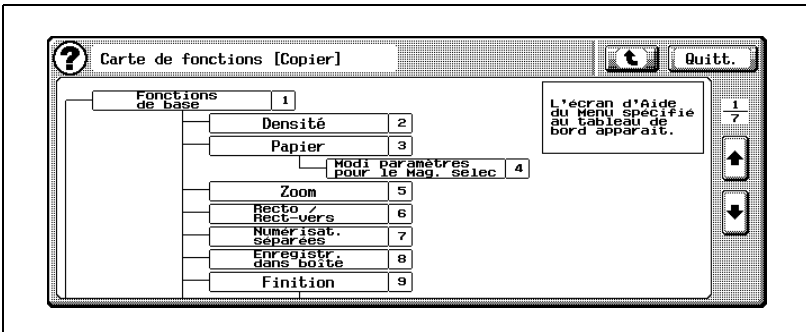 ?
Carte de fonctions [Copier]
Quitt.
Fonctions
de base
1
Densité
2
Papier
3
Modi paramètres
pour le Mag. selec
4
Zoom
5
Recto /
Rect-vers
6
Numérisat.
séparées
7
Enregistr.
dans boîte
8
Finition
9
L'écran d'Aide
du Menu spécifié
au tableau de
bord apparait.
1
7